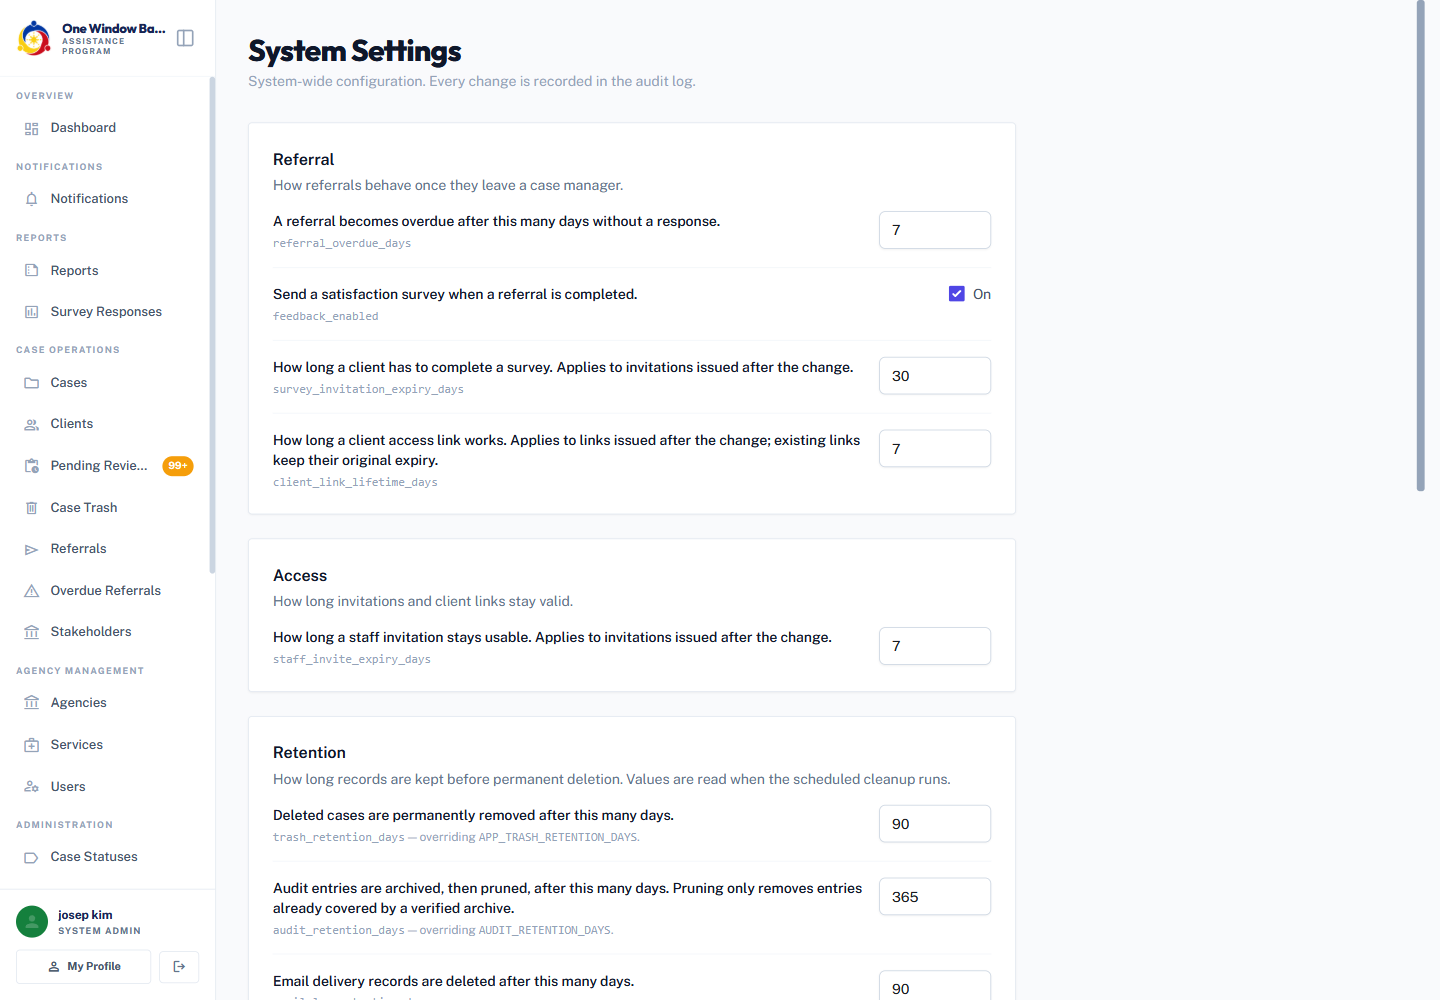 One Window Ba...
ASSISTANCE
PROGRAM
OVERVIEW
Dashboard
NOTIFICATIONS
Notifications
REPORTS
Reports
Survey Responses
CASE OPERATIONS
Cases
Clients
Pending Revie... 99+
Case Trash
Referrals
Overdue Referrals
Stakeholders
AGENCY MANAGEMENT
Agencies
Services
Users
ADMINISTRATION
Case Statuses
josep kim
SYSTEM ADMIN
My Profile
System Settings
System-wide configuration. Every change is recorded in the audit log.
Referral
How referrals behave once they leave a case manager.
A referral becomes overdue after this many days without a response.
referral_overdue_days
7
Send a satisfaction survey when a referral is completed.
feedback_enabled
On
How long a client has to complete a survey. Applies to invitations issued after the change.
survey_invitation_expiry_days
30
How long a client access link works. Applies to links issued after the change; existing links
keep their original expiry.
client_link_lifetime_days
7
Access
How long invitations and client links stay valid.
How long a staff invitation stays usable. Applies to invitations issued after the change.
staff_invite_expiry_days
7
Retention
How long records are kept before permanent deletion. Values are read when the scheduled cleanup runs.
Deleted cases are permanently removed after this many days.
trash_retention_days — overriding APP_TRASH_RETENTION_DAYS.
90
Audit entries are archived, then pruned, after this many days. Pruning only removes entries
already covered by a verified archive.
audit_retention_days — overriding AUDIT_RETENTION_DAYS.
365
Email delivery records are deleted after this many days.
90